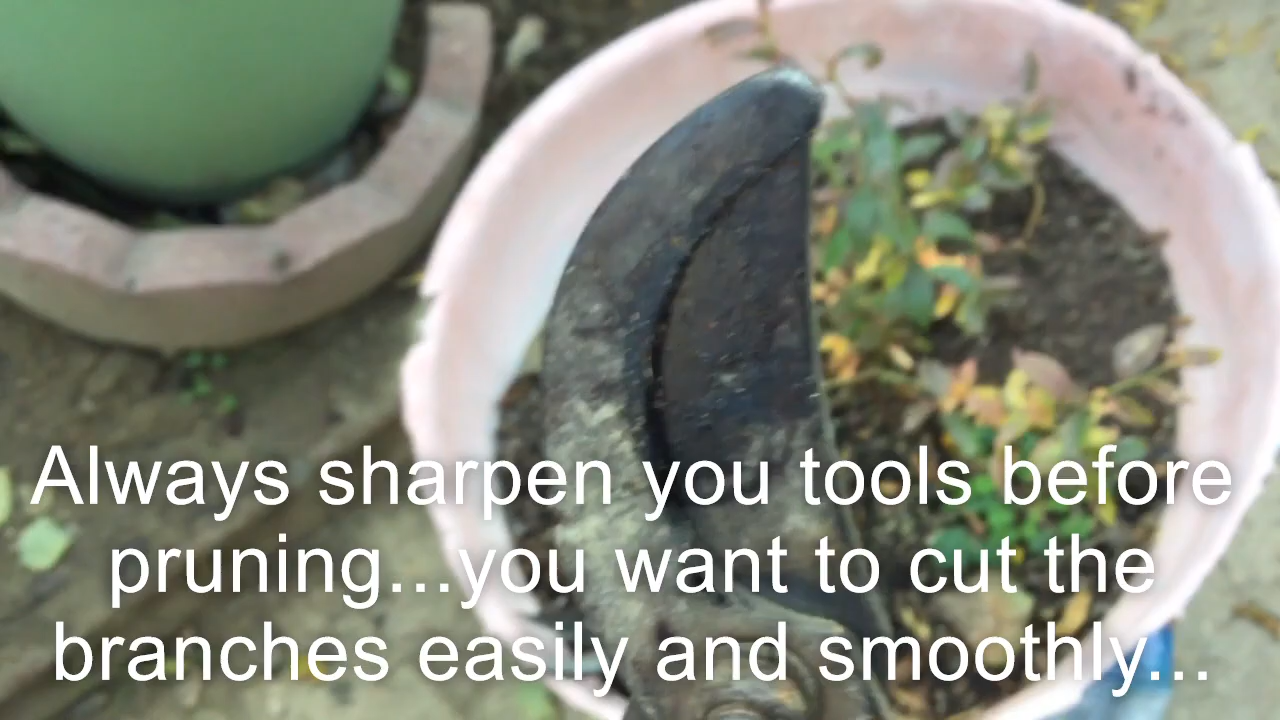 Always sharpen you tools before
pruning...you want to cut the
branches easily and smoothly...